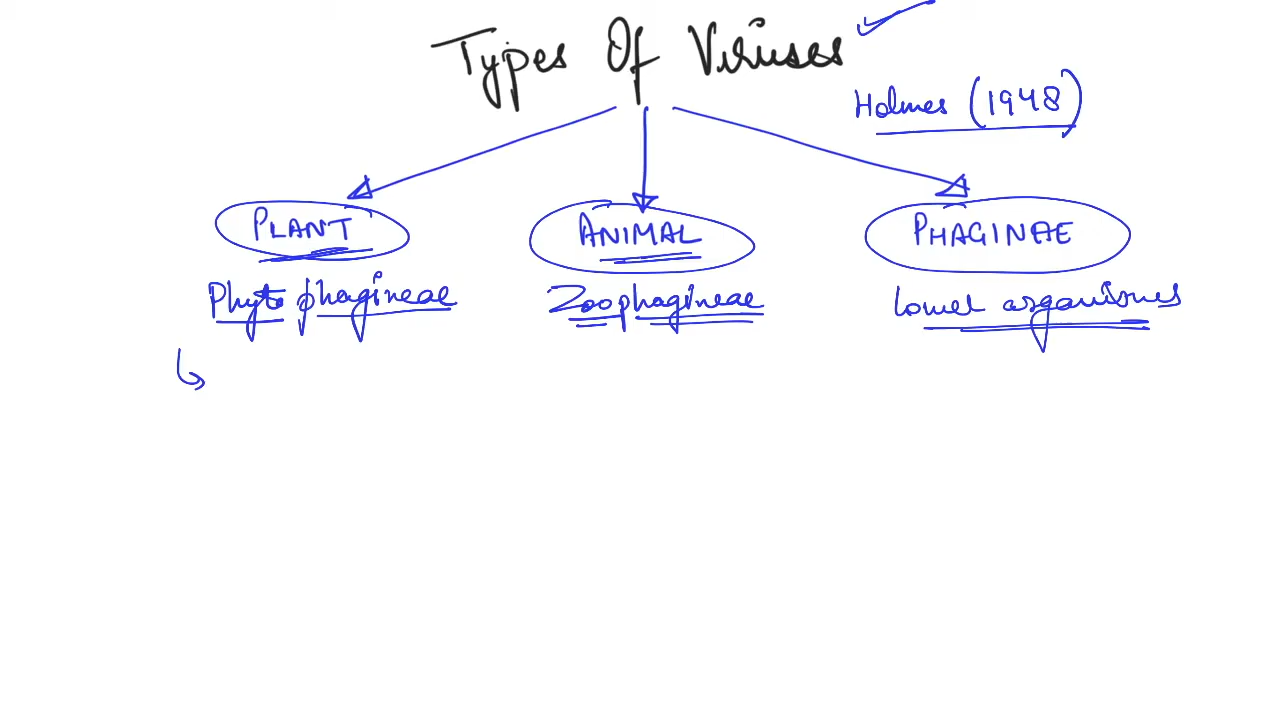 Types Of Viruses
Holmes (1948)
PLANT ANIMAL PHAGINEAE
Phytophagineae Zoophagineae Lower organisms